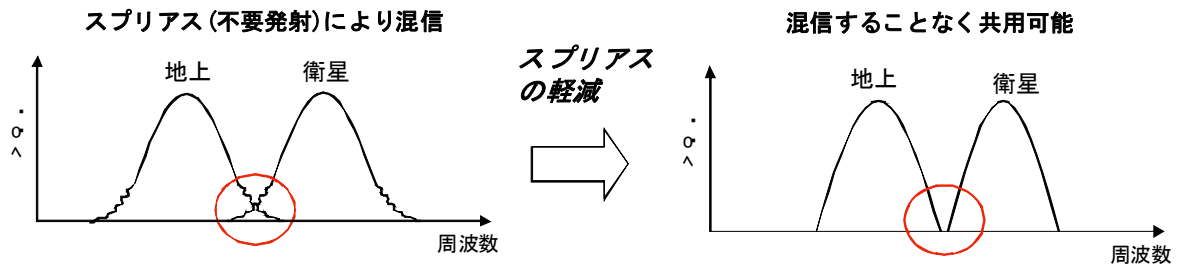 スプリアス(不要発射)により混信
地上
衛星
周波数
スプリアス
の軽減
混信することなく共用可能
地上
衛星
周波数